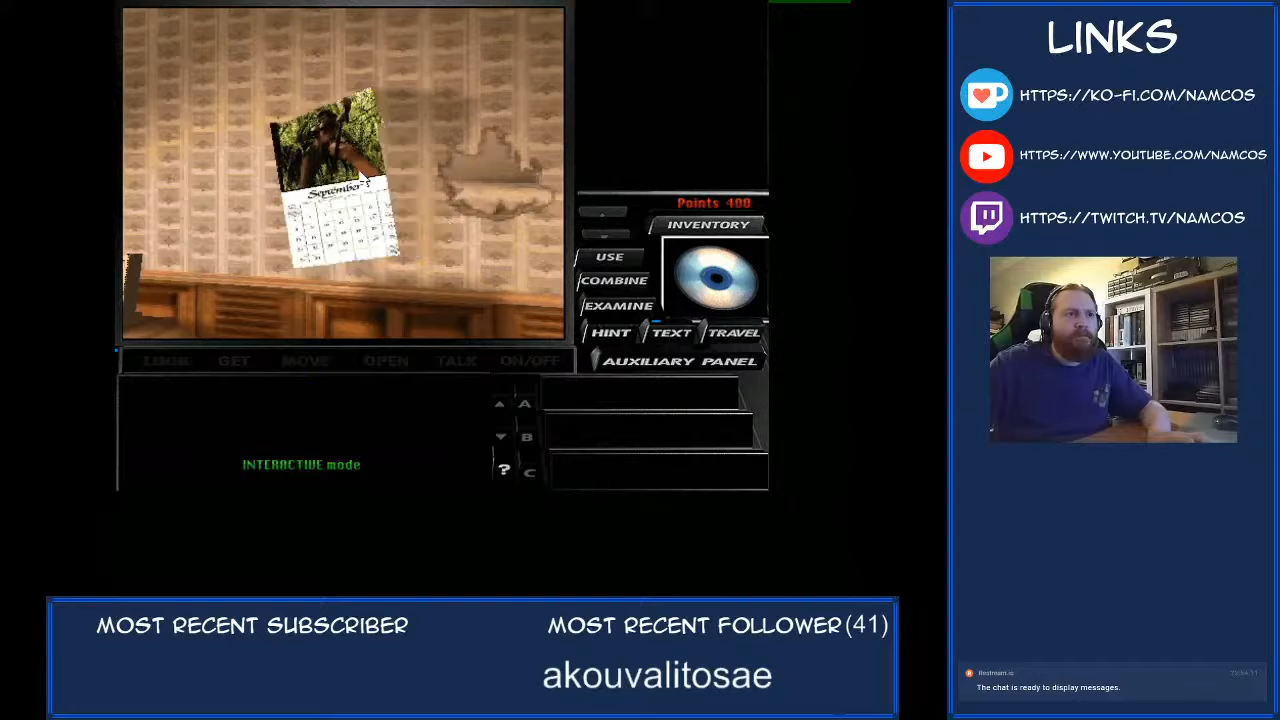 September
Points 400
INVENTORY
USE
COMBINE
EXAMINE
HINT TEXT TRAVEL
AUXILIARY PANEL
LOOK GET MOVE OPEN TALK ON/OFF
A
B
? C
INTERACTIVE mode
MOST RECENT SUBSCRIBER
MOST RECENT FOLLOWER (41)
akouvalitosae
LINKS
HTTPS://KO-FI.COM/NAMCOS
HTTPS://WWW.YOUTUBE.COM/NAMCOS
HTTPS://TWITCH.TV/NAMCOS
Restream.io
The chat is ready to display messages.